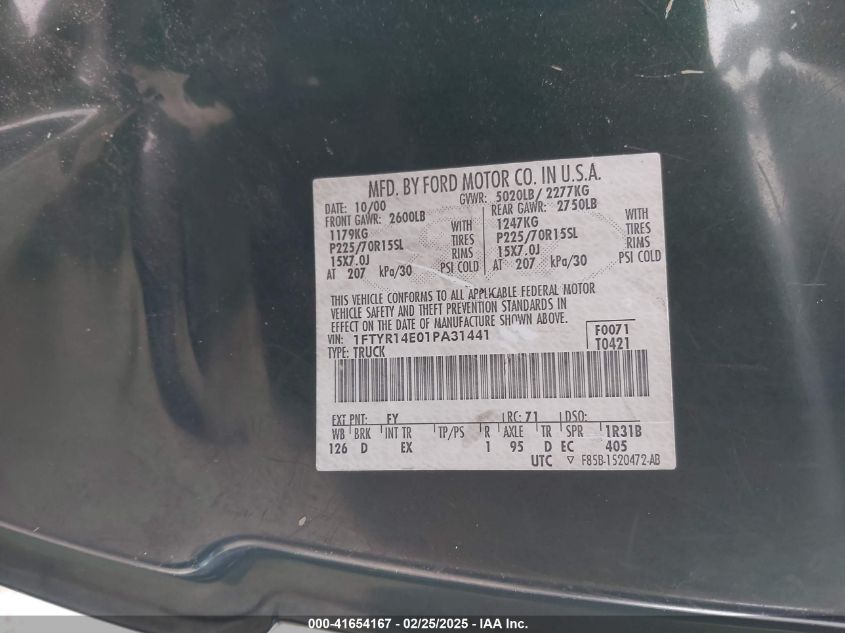 MFD. BY FORD MOTOR CO. IN U.S.A.
DATE: 10/00 GVWR: 5020LB/ 2277KG
FRONT GAWR: 2600LB REAR GAWR: 2750LB
1179KG WITH 1247KG WITH
P225/70R15SL TIRES P225/70R15SL TIRES
15X7.0J RIMS 15X7.0J RIMS
AT 207 kPa/30 PSI COLD AT 207 kPa/30 PSI COLD
THIS VEHICLE CONFORMS TO ALL APPLICABLE FEDERAL MOTOR
VEHICLE SAFETY AND THEFT PREVENTION STANDARDS IN
EFFECT ON THE DATE OF MANUFACTURE SHOWN ABOVE.
VIN: 1FTYR14E01PA31441 F0071
TYPE: TRUCK T0421
EXT PNT: FY RC: 71 DSO:
WB BRK INT TR TP/PS R AXLE TR SPR 1R31B
126 D EX 1 95 D EC 405
UTC ▽ F85B-1520472-AB
000-41654167 - 02/25/2025 - IAA Inc.